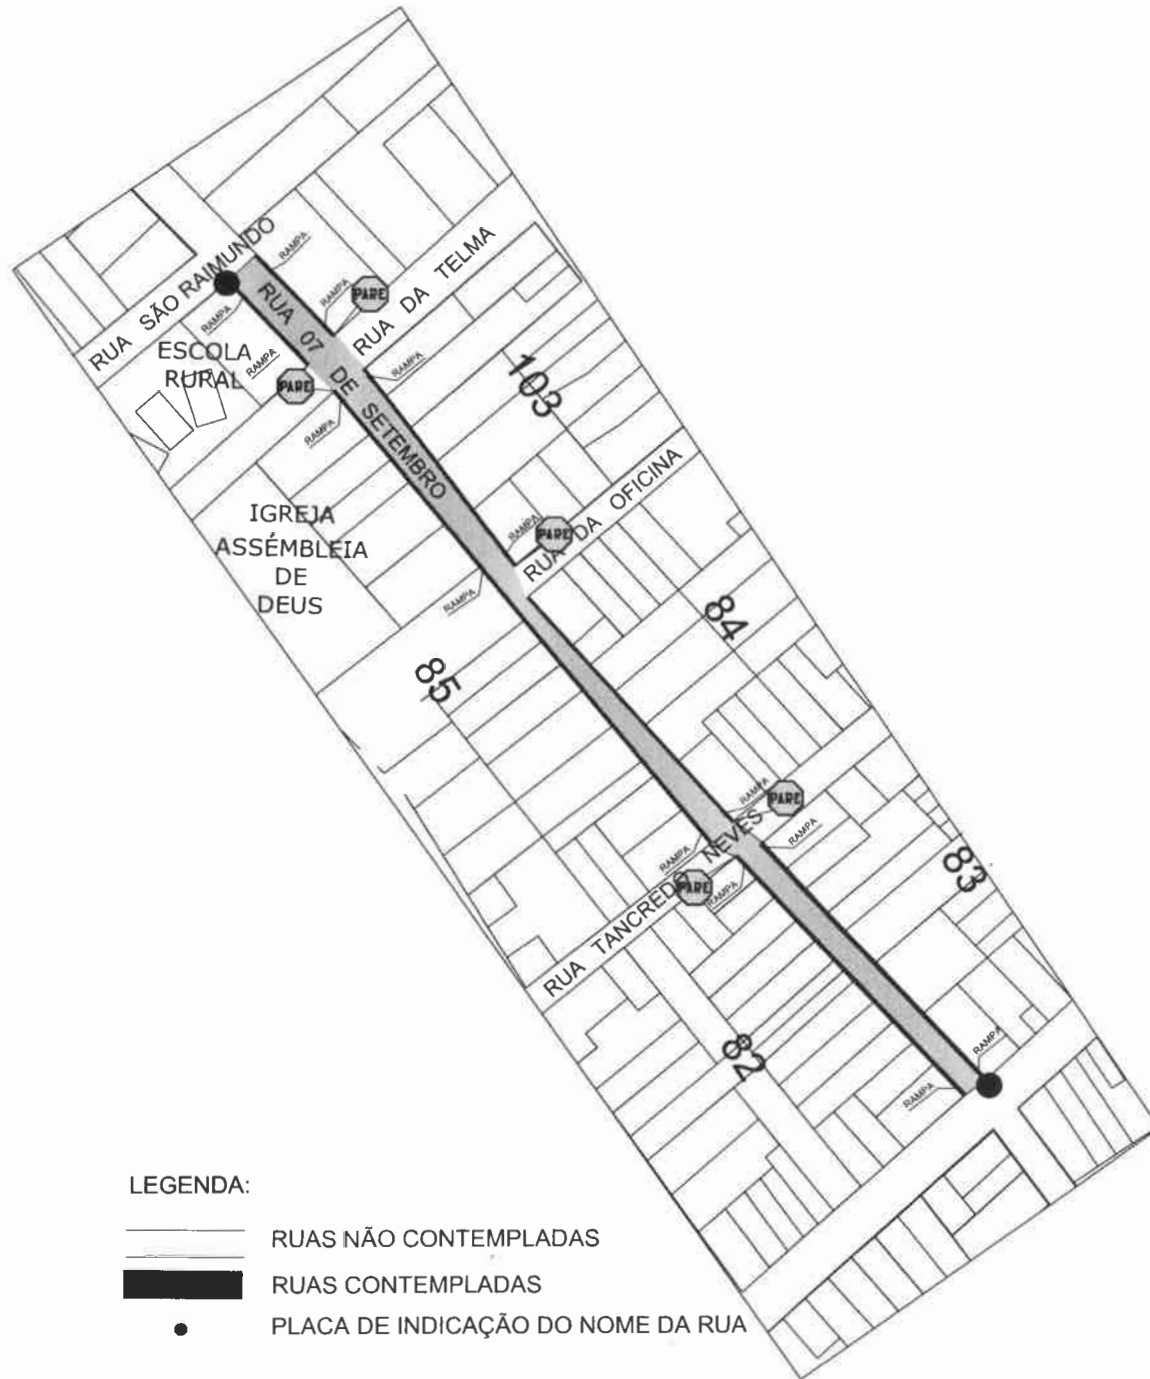 RUA SÃO RAIMUNDO
RAMPA
RAMPA
PARE
RUA DA TELMA
RAMPA
RUA 07 DE SETEMBRO
ESCOLA
RURAL
RAMPA
PARE
RAMPA
RAMPA
103
IGREJA
ASSÉMBLEIA
DE
DEUS
RAMPA
PARE
RUA DA OFICINA
RAMPA
84
85
RAMPA
PARE
RAMPA
RAMPA
RUA TANCREDO NEVES
PARE
RAMPA
83
82
RAMPA
RAMPA
LEGENDA:
RUAS NÃO CONTEMPLADAS
RUAS CONTEMPLADAS
PLACA DE INDICAÇÃO DO NOME DA RUA